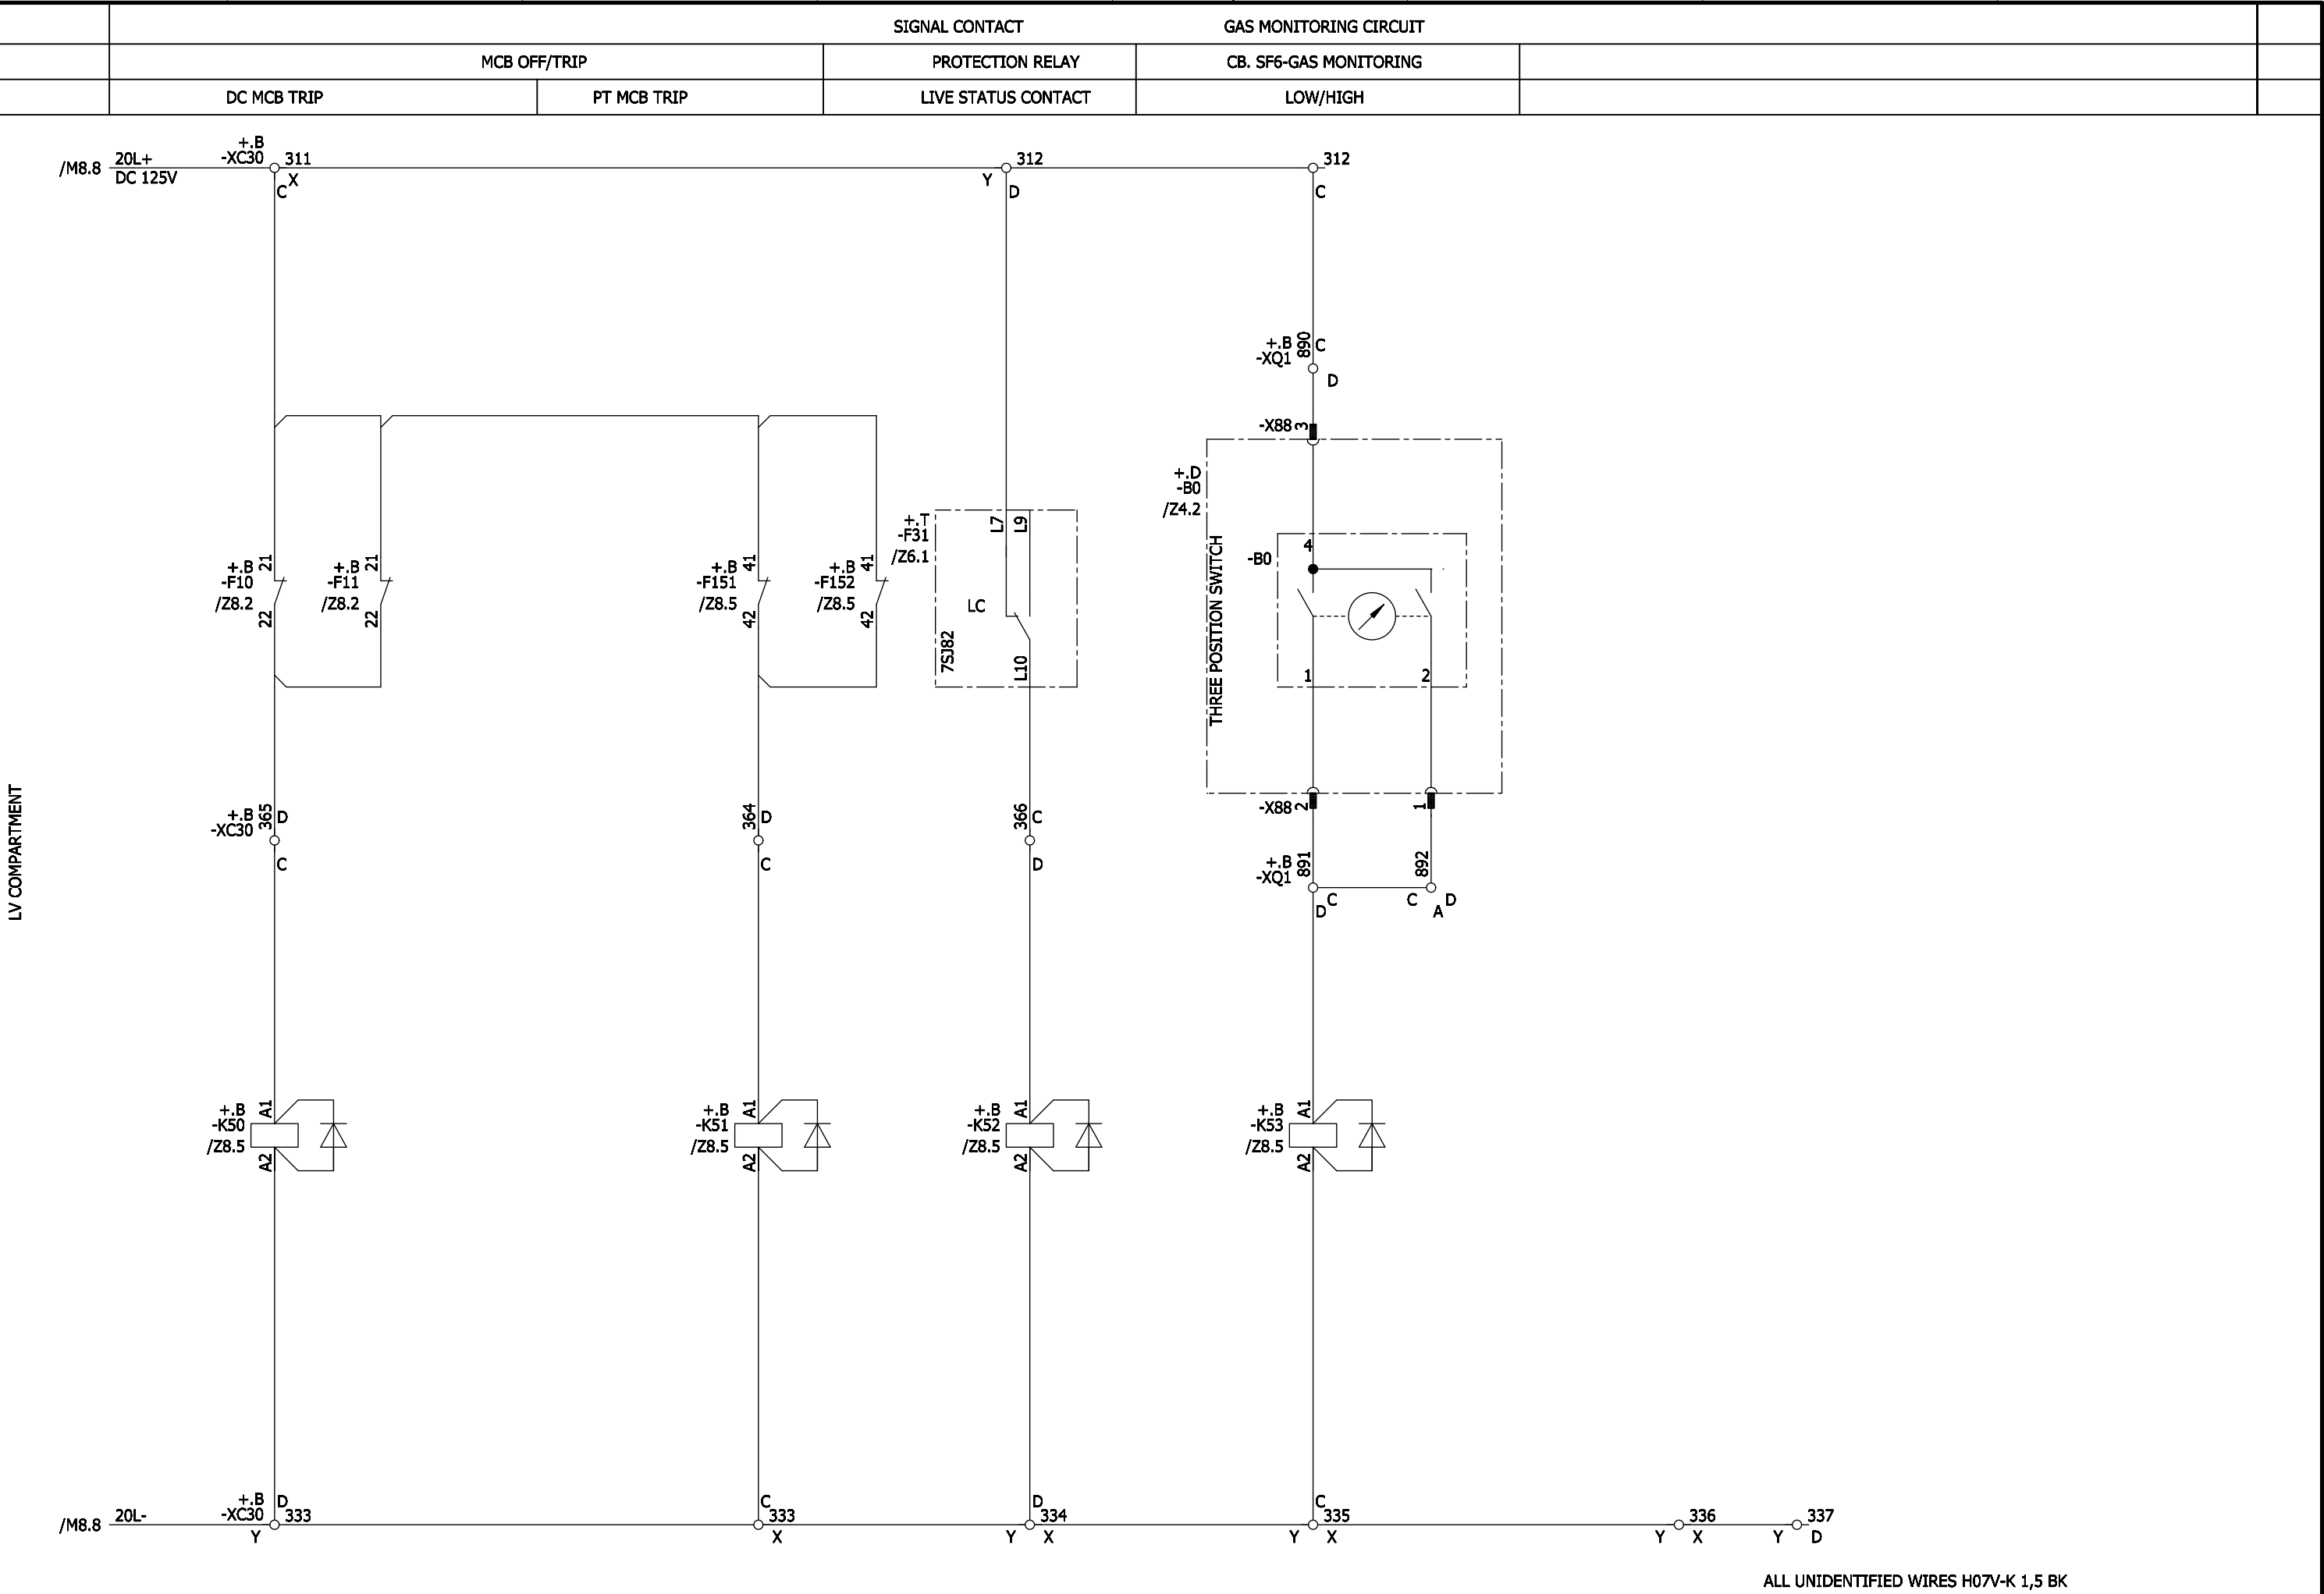 SIGNAL CONTACT
GAS MONITORING CIRCUIT
MCB OFF/TRIP
PROTECTION RELAY
CB. SF6-GAS MONITORING
DC MCB TRIP
PT MCB TRIP
LIVE STATUS CONTACT
LOW/HIGH
/M8.8
20L+
DC 125V
+.B
-XC30
311
C
X
312
Y
D
312
C
+.B
-XQ1
890
C
D
-X88
3
+.D
-B0
/Z4.2
THREE POSITION SWITCH
-B0
4
1
2
+.B
-F10
/Z8.2
21
22
+.B
-F11
/Z8.2
21
22
+.B
-F151
/Z8.5
41
42
+.B
-F152
/Z8.5
41
42
+.T
-F31
/Z6.1
L7
L9
LC
7SJ82
L10
LV COMPARTMENT
+.B
-XC30
365
D
C
364
D
C
366
C
D
-X88
2
1
+.B
-XQ1
891
892
D
C
C
A
D
+.B
-K50
/Z8.5
A1
A2
+.B
-K51
/Z8.5
A1
A2
+.B
-K52
/Z8.5
A1
A2
+.B
-K53
/Z8.5
A1
A2
/M8.8
20L-
+.B
-XC30
D
333
Y
C
333
X
D
334
Y
X
C
335
Y
X
336
Y
X
337
Y
D
ALL UNIDENTIFIED WIRES H07V-K 1,5 BK